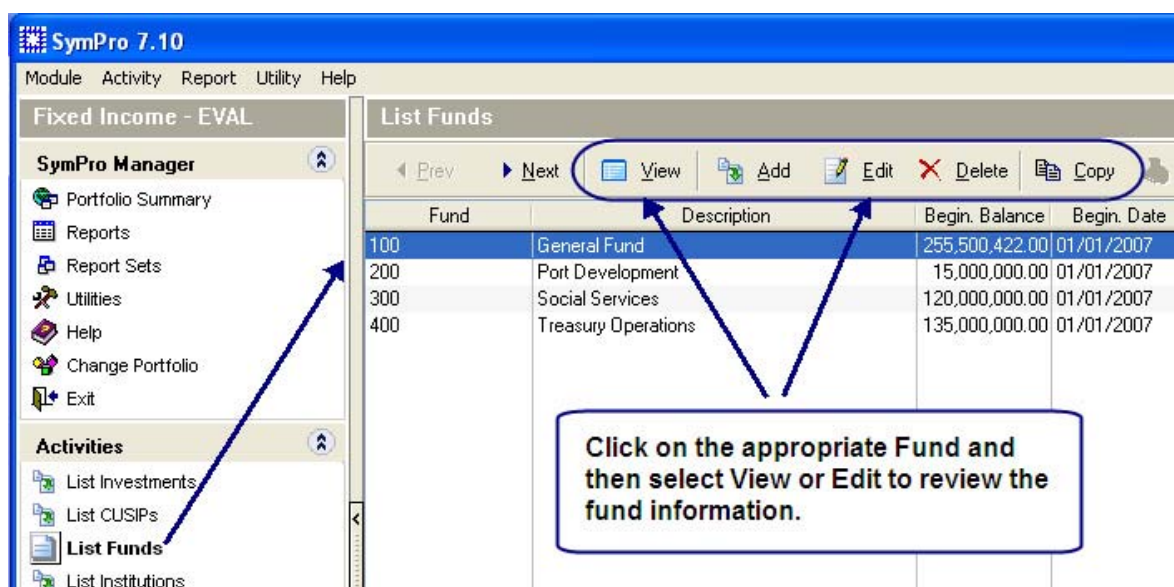 SymPro 7.10
Module Activity Report Utility Help
Fixed Income - EVAL
SymPro Manager
Portfolio Summary
Reports
Report Sets
Utilities
Help
Change Portfolio
Exit
Activities
List Investments
List CUSIPs
List Funds
List Institutions
List Funds
Prev Next View Add Edit Delete Copy
Fund Description Begin. Balance Begin. Date
100 General Fund 255,500,422.00 01/01/2007
200 Port Development 15,000,000.00 01/01/2007
300 Social Services 120,000,000.00 01/01/2007
400 Treasury Operations 135,000,000.00 01/01/2007
Click on the appropriate Fund and
then select View or Edit to review the
fund information.